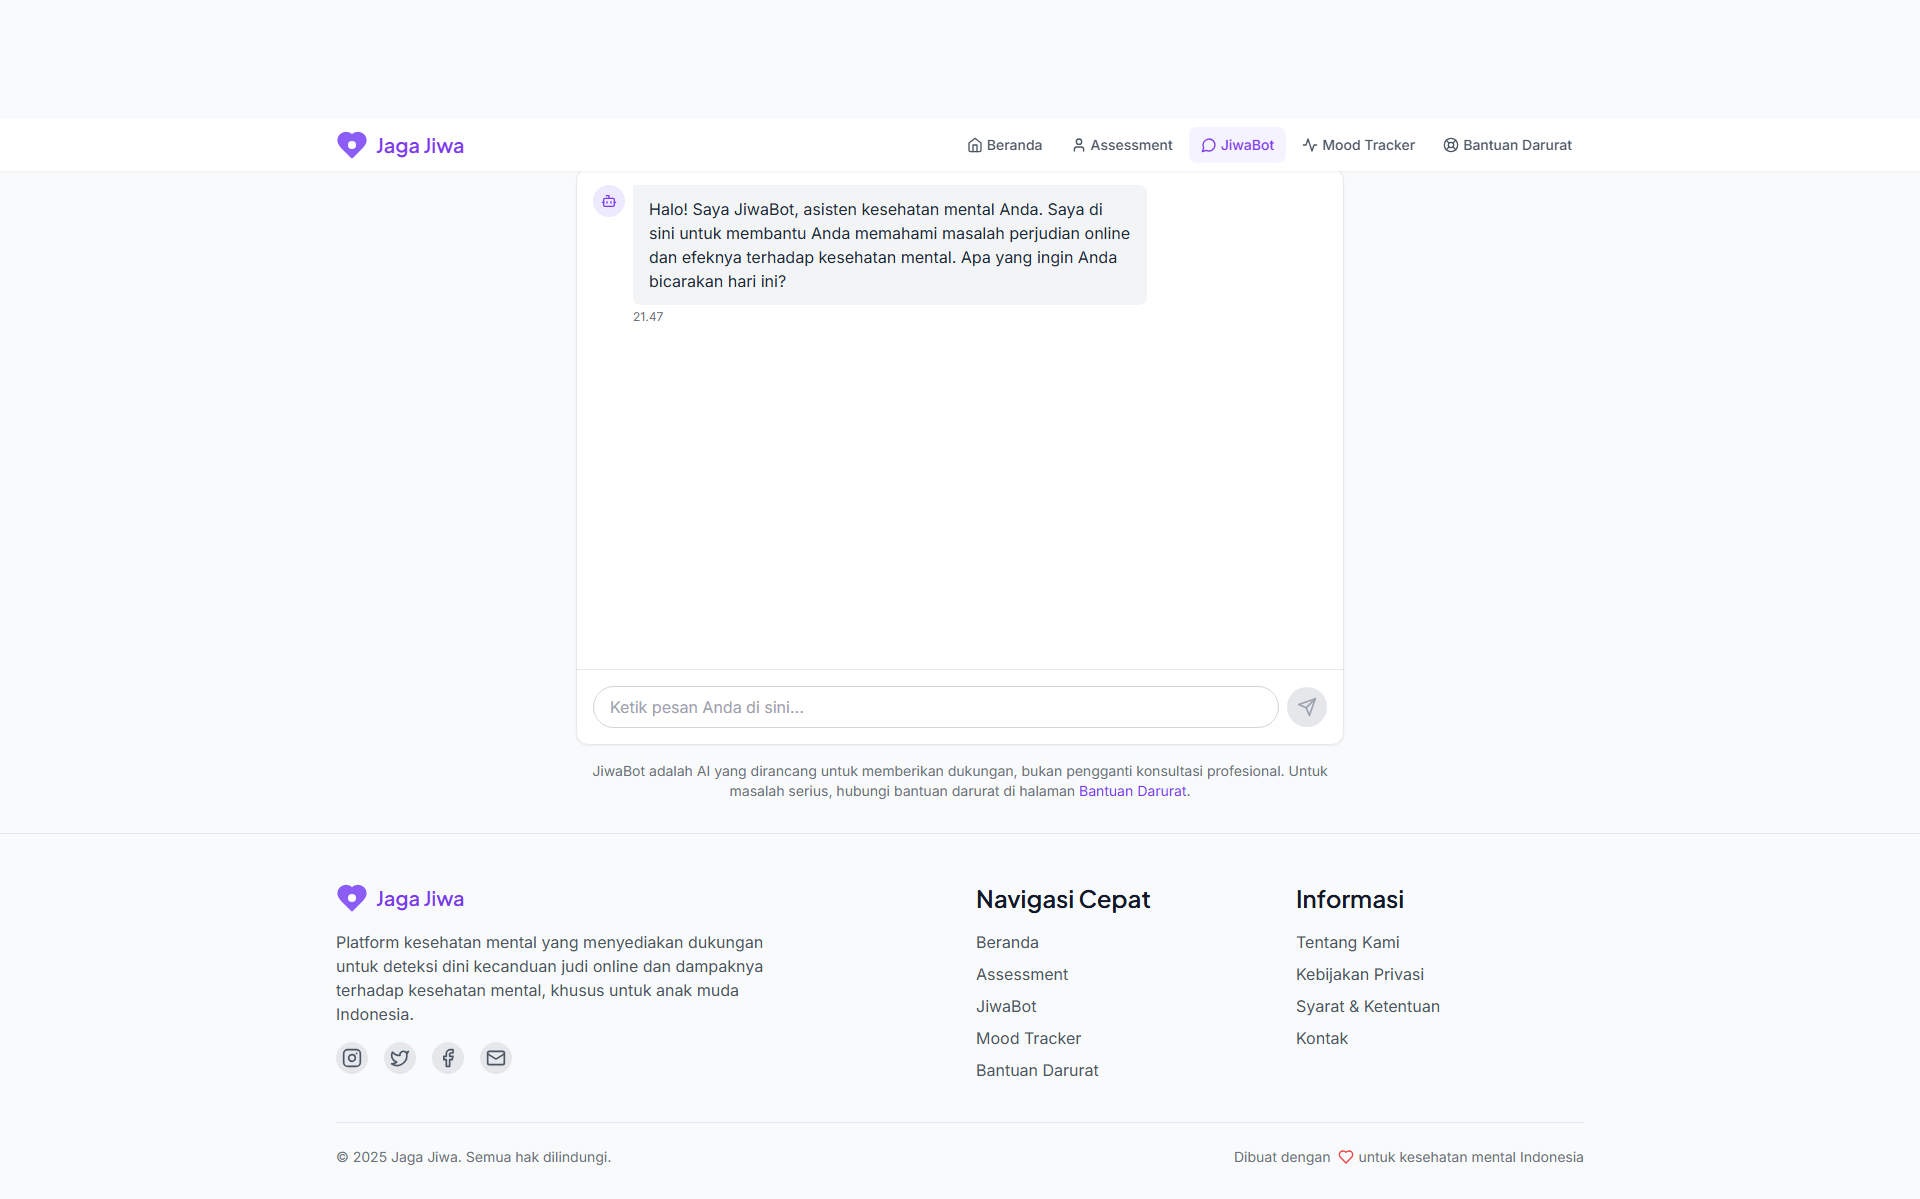 Jaga Jiwa
Beranda
Assessment
JiwaBot
Mood Tracker
Bantuan Darurat
Halo! Saya JiwaBot, asisten kesehatan mental Anda. Saya di
sini untuk membantu Anda memahami masalah perjudian online
dan efeknya terhadap kesehatan mental. Apa yang ingin Anda
bicarakan hari ini?
21.47
Ketik pesan Anda di sini...
JiwaBot adalah AI yang dirancang untuk memberikan dukungan, bukan pengganti konsultasi profesional. Untuk
masalah serius, hubungi bantuan darurat di halaman Bantuan Darurat.
Jaga Jiwa
Platform kesehatan mental yang menyediakan dukungan
untuk deteksi dini kecanduan judi online dan dampaknya
terhadap kesehatan mental, khusus untuk anak muda
Indonesia.
Navigasi Cepat
Beranda
Assessment
JiwaBot
Mood Tracker
Bantuan Darurat
Informasi
Tentang Kami
Kebijakan Privasi
Syarat & Ketentuan
Kontak
© 2025 Jaga Jiwa. Semua hak dilindungi.
Dibuat dengan untuk kesehatan mental Indonesia